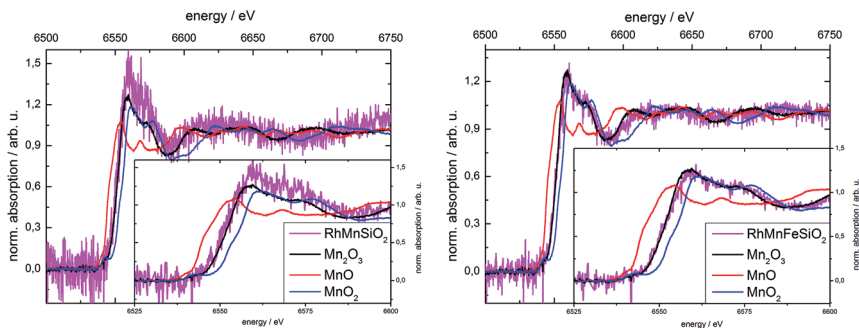 energy / eV
6500 6550 6600 6650 6700 6750
1,5
1,2
0,9
0,6
0,3
0,0
norm. absorption / arb. u.
1,5
1,0
0,5
0,0
norm. absorption / arb. u.
RhMnSiO₂
Mn₂O₃
MnO
MnO₂
6525 6550 6575 6600
energy / eV
energy / eV
6500 6550 6600 6650 6700 6750
1,5
1,2
0,9
0,6
0,3
0,0
norm. absorption / arb. u.
1,5
1,0
0,5
0,0
norm. absorption / arb. u.
RhMnFeSiO₂
Mn₂O₃
MnO
MnO₂
6525 6550 6575 6600
energy / eV